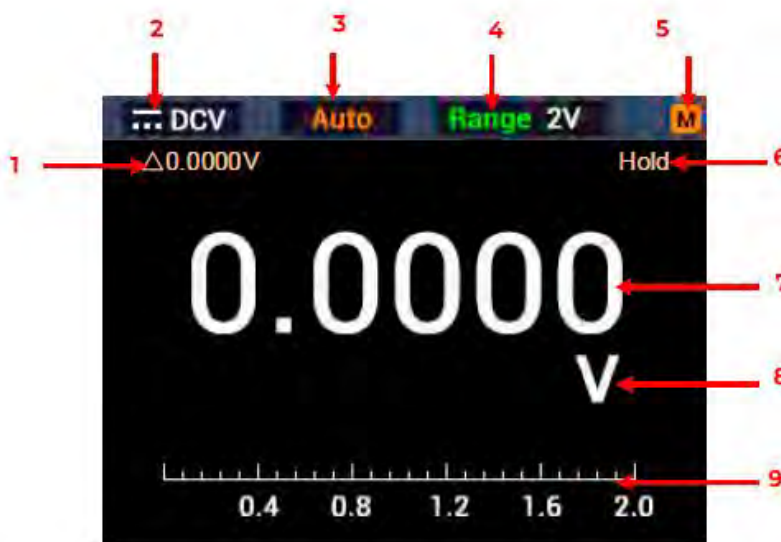 2 3 4 5
DCV Auto Range 2V M
1 △0.0000V Hold 6
0.0000 7
V 8
9
0.4 0.8 1.2 1.6 2.0